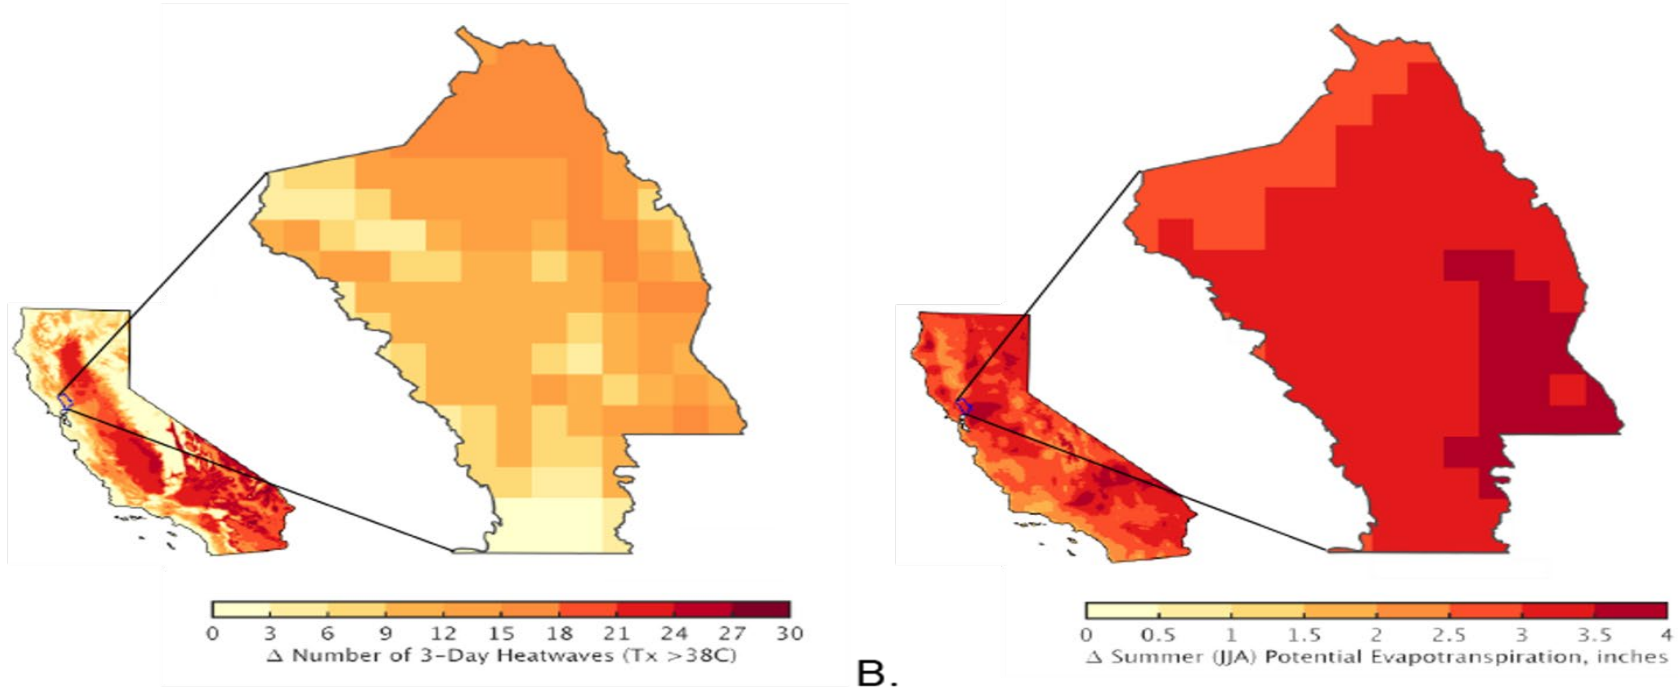 0 3 6 9 12 15 18 21 24 27 30
Δ Number of 3-Day Heatwaves (Tx >38C)
B.
0 0.5 1 1.5 2 2.5 3 3.5 4
Δ Summer (JJA) Potential Evapotranspiration, inches